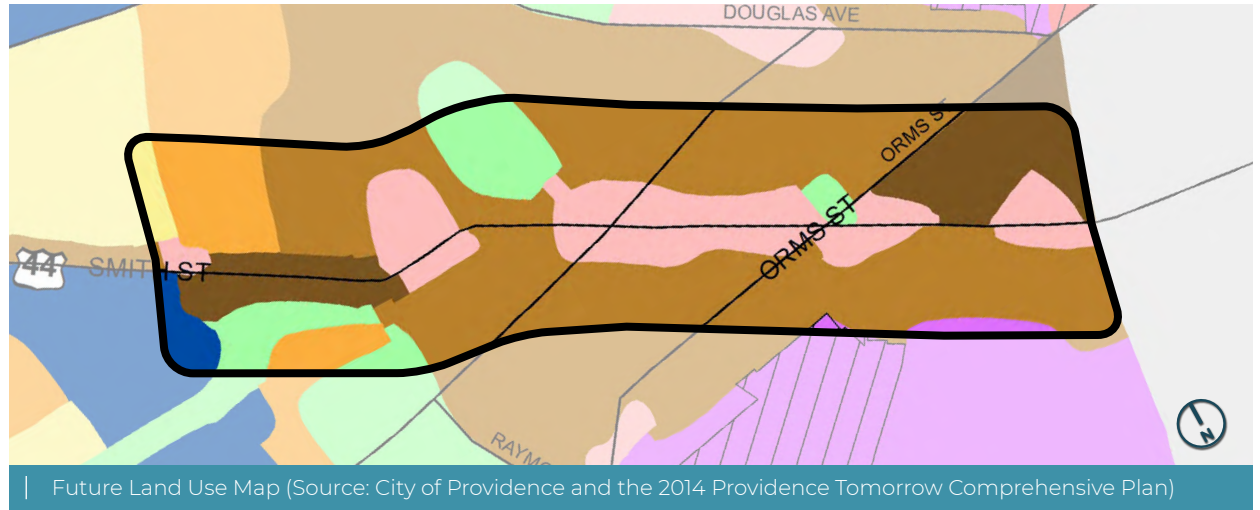 DOUGLAS AVE
ORMS ST
ORMS ST
44
SMITH ST
RAYMO
N
Future Land Use Map (Source: City of Providence and the 2014 Providence Tomorrow Comprehensive Plan)